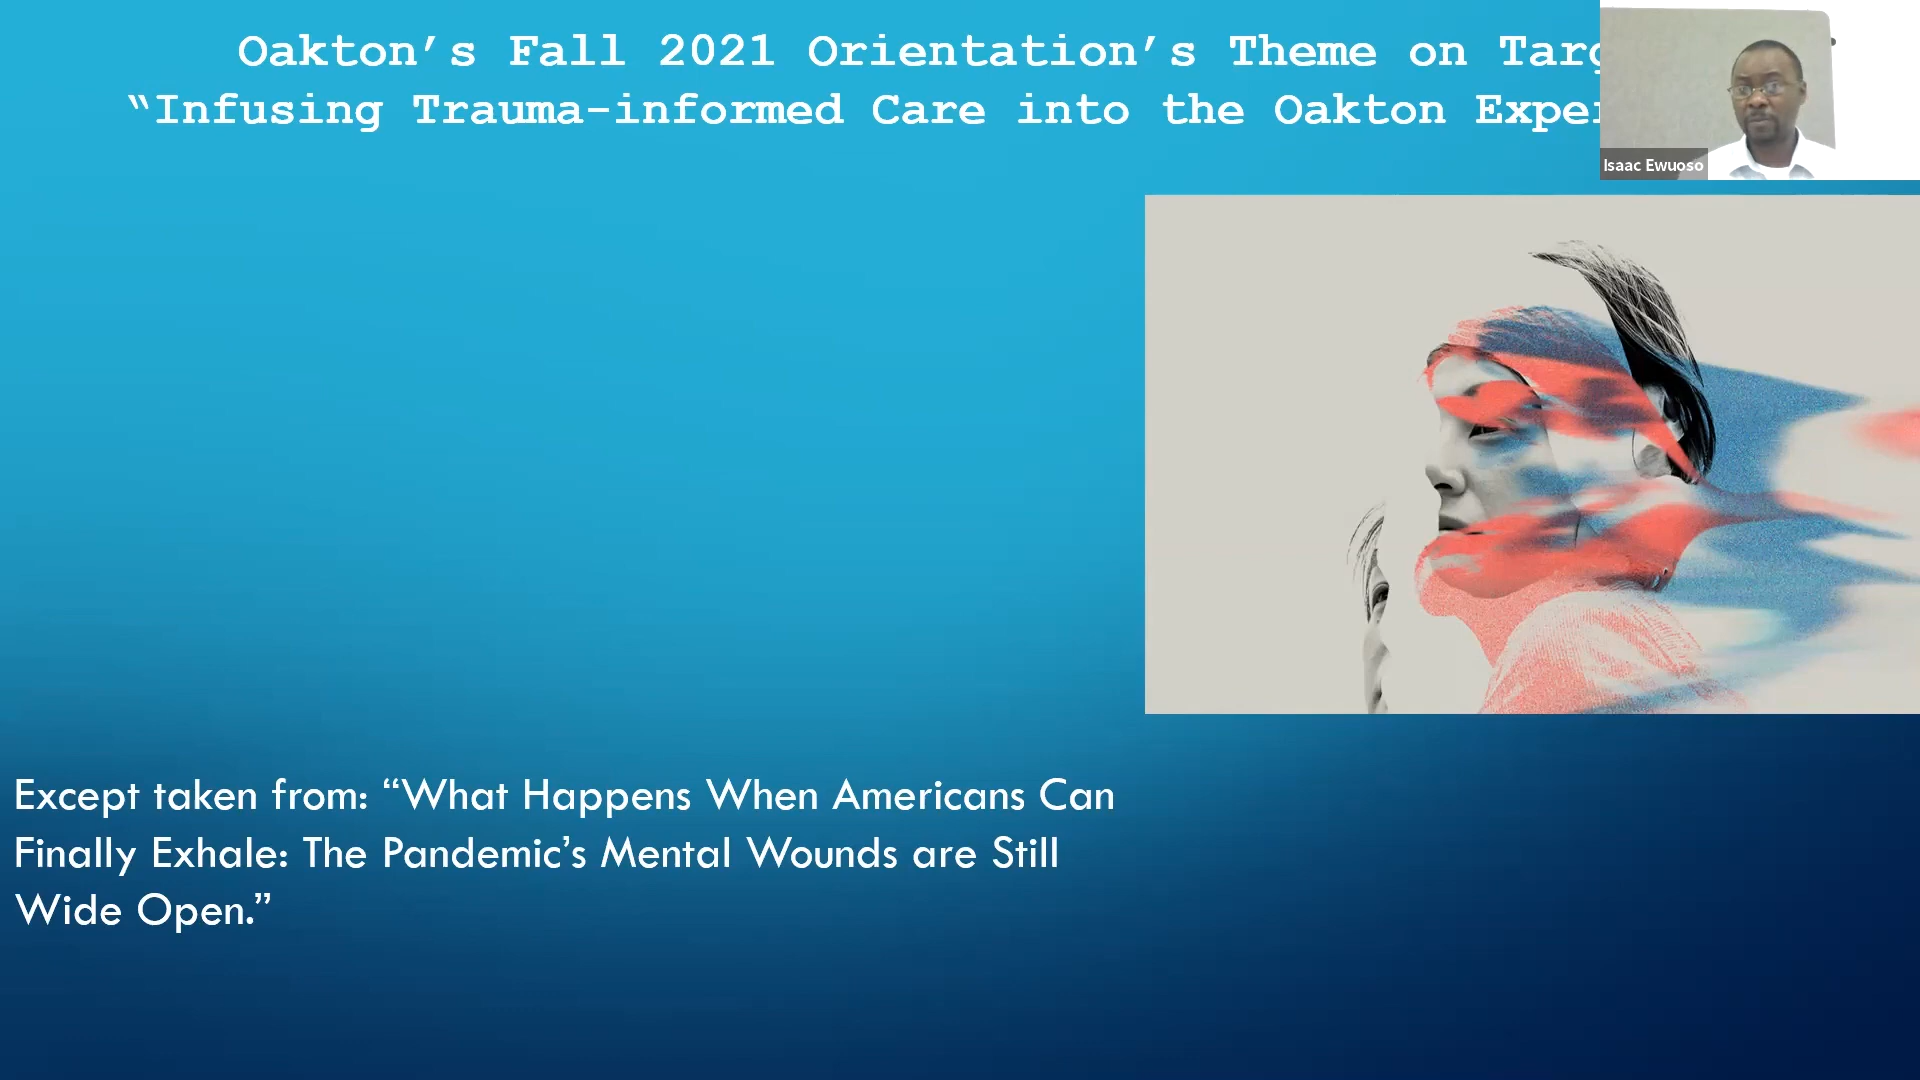 Oakton’s Fall 2021 Orientation’s Theme on
“Infusing Trauma-informed Care into the Oakton
Isaac Ewuoso
Except taken from: “What Happens When Americans Can
Finally Exhale: The Pandemic’s Mental Wounds are Still
Wide Open.”